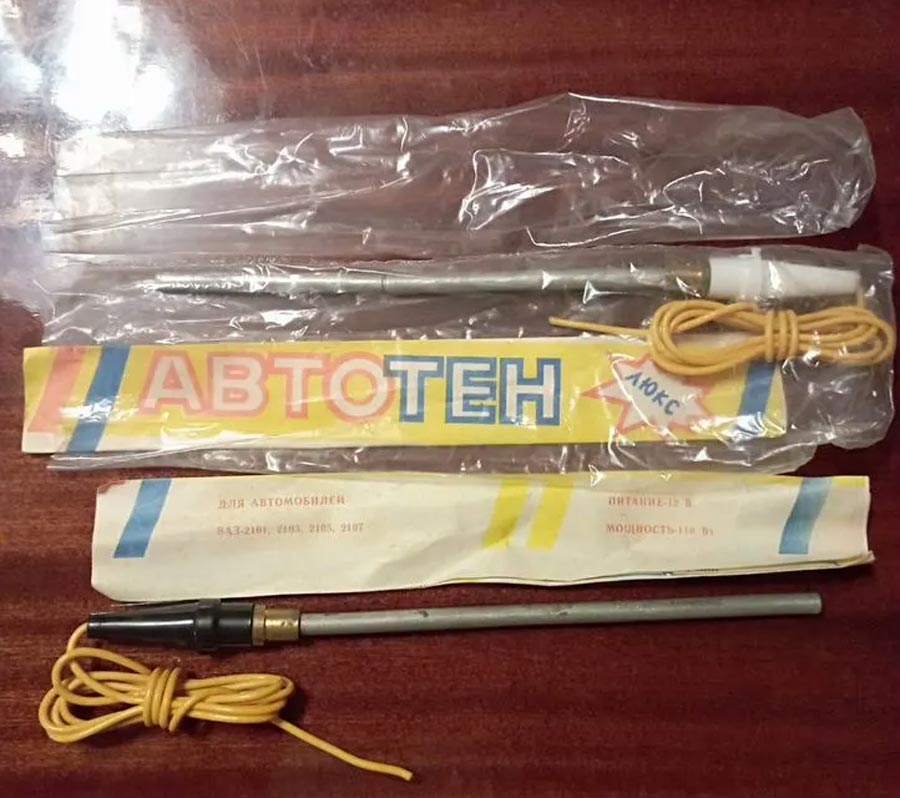 АВТОТЕН
ЛЮКС
ДЛЯ АВТОМОБИЛЕЙ
ВАЗ-2101, 2103, 2105, 2107
ПИТАНИЕ-12 В
МОЩНОСТЬ-110 Вт